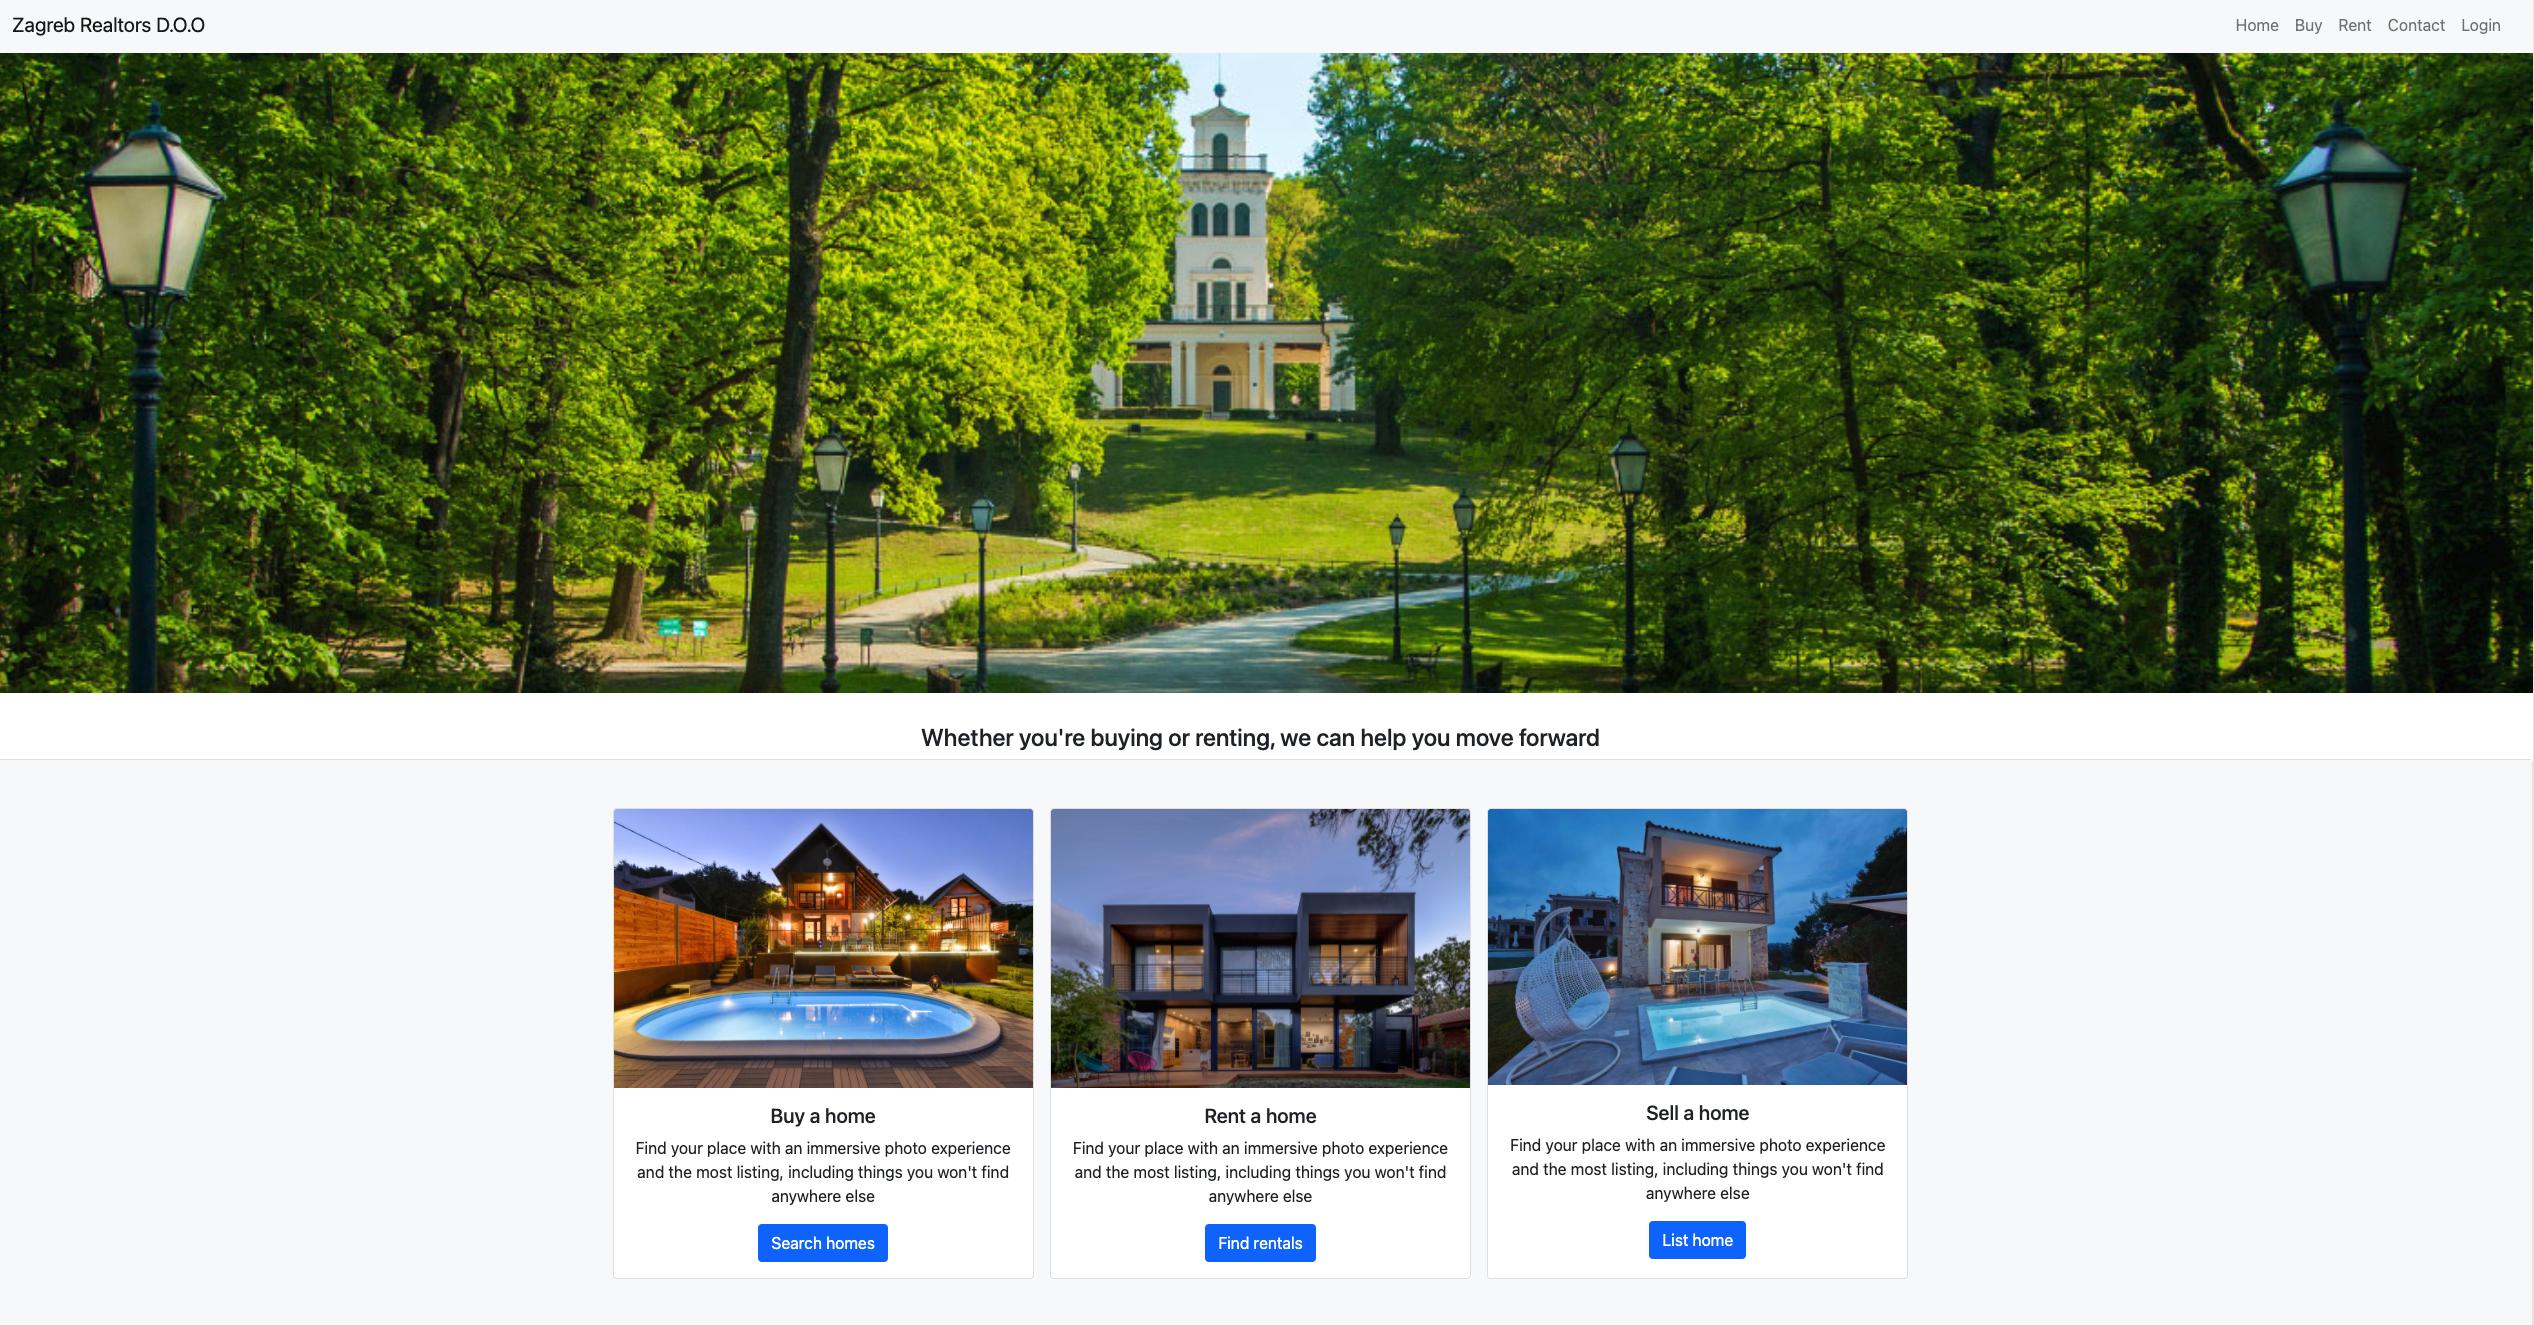 Zagreb Realtors D.O.O
Home Buy Rent Contact Login
Whether you're buying or renting, we can help you move forward
Buy a home
Find your place with an immersive photo experience
and the most listing, including things you won't find
anywhere else
Search homes
Rent a home
Find your place with an immersive photo experience
and the most listing, including things you won't find
anywhere else
Find rentals
Sell a home
Find your place with an immersive photo experience
and the most listing, including things you won't find
anywhere else
List home